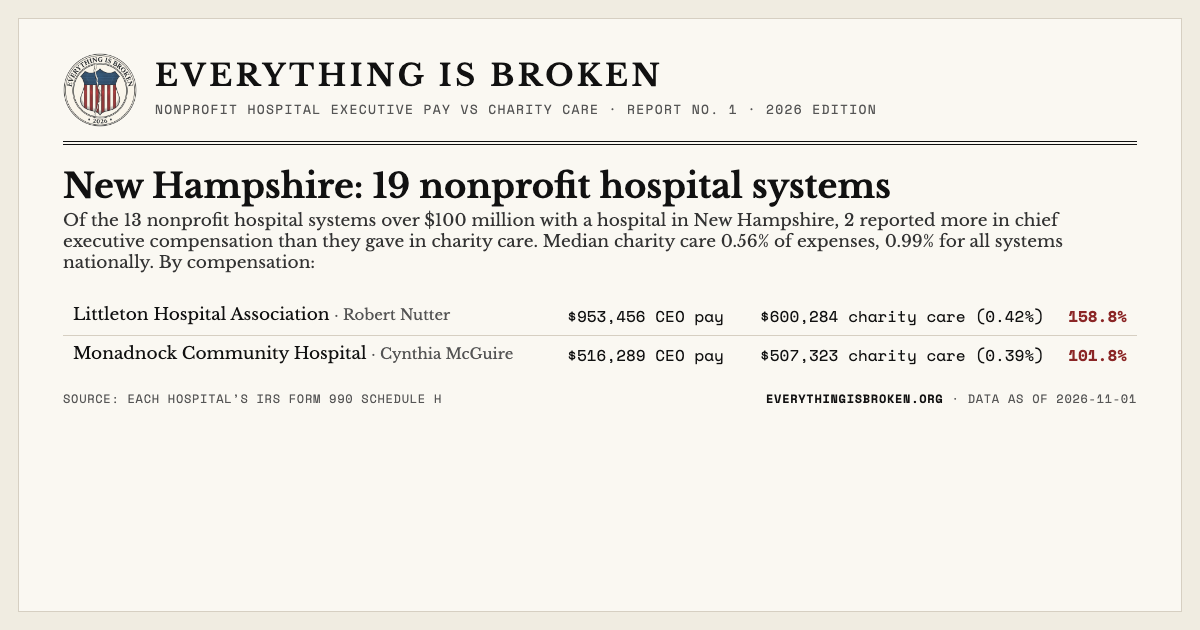 EVERYTHING IS BROKEN
2026
EVERYTHING IS BROKEN
NONPROFIT HOSPITAL EXECUTIVE PAY VS CHARITY CARE · REPORT NO. 1 · 2026 EDITION
New Hampshire: 19 nonprofit hospital systems
Of the 13 nonprofit hospital systems over $100 million with a hospital in New Hampshire, 2 reported more in chief
executive compensation than they gave in charity care. Median charity care 0.56% of expenses, 0.99% for all systems
nationally. By compensation:
Littleton Hospital Association · Robert Nutter $953,456 CEO pay $600,284 charity care (0.42%) 158.8%
Monadnock Community Hospital · Cynthia McGuire $516,289 CEO pay $507,323 charity care (0.39%) 101.8%
SOURCE: EACH HOSPITAL'S IRS FORM 990 SCHEDULE H EVERYTHINGISBROKEN.ORG · DATA AS OF 2026-11-01